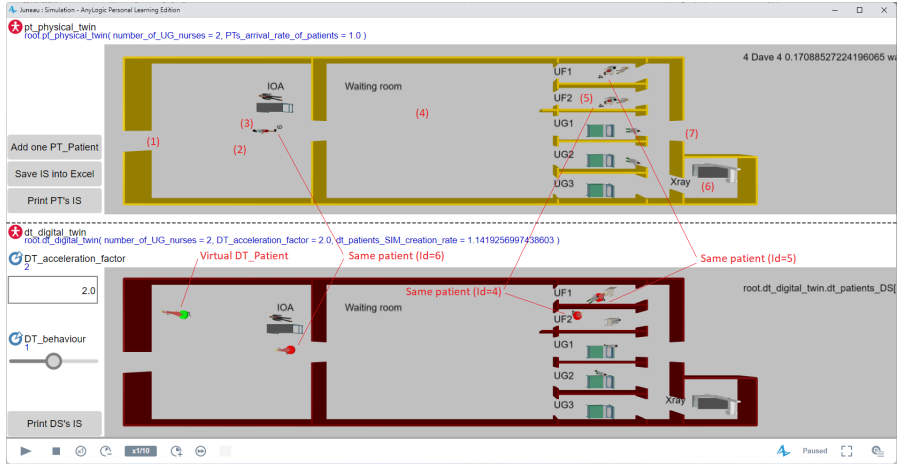 Juneau : Simulation - AnyLogic Personal Learning Edition
pt_physical_twin
root.pt_physical_twin( number_of_UG_nurses = 2, PTs_arrival_rate_of_patients = 1.0 )
4 Dave 4 0.17088527224196065 wa
UF1
IOA
Waiting room
UF2
(5)
(4)
(3)
UG1
(1)
(2)
(7)
Add one PT_Patient
UG2
Save IS into Excel
UG3
Xray
(6)
Print PT's IS
dt_digital_twin
root.dt_digital_twin( number_of_UG_nurses = 2, DT_acceleration_factor = 2.0, dt_patients_SIM_creation_rate = 1.1419256997438603 )
DT_acceleration_factor
2
Virtual DT_Patient
Same patient (Id=6)
Same patient (Id=5)
2.0
Same patient (Id=4)
UF1
root.dt_digital_twin.dt_patients_DS[
IOA
Waiting room
UF2
DT_behaviour
1
UG1
UG2
Xray
UG3
Print DS's IS
x1
x1/10
Paused